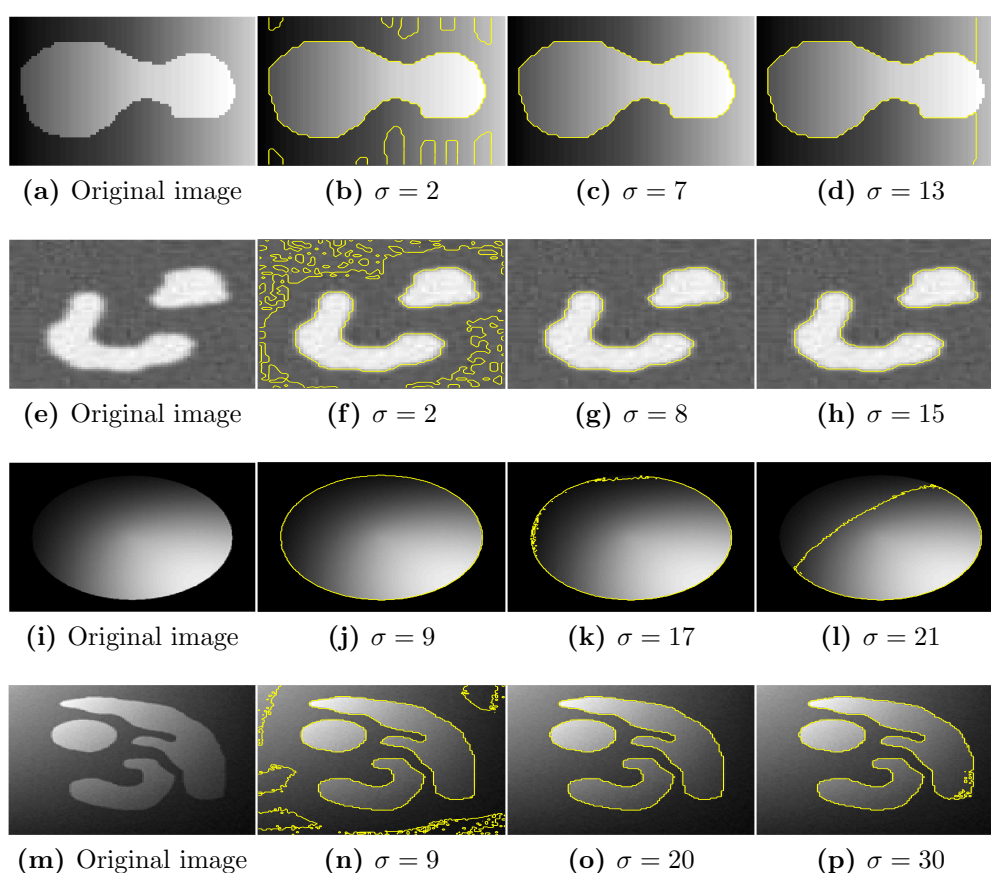 (a) Original image (b) σ = 2 (c) σ = 7 (d) σ = 13
(e) Original image (f) σ = 2 (g) σ = 8 (h) σ = 15
(i) Original image (j) σ = 9 (k) σ = 17 (l) σ = 21
(m) Original image (n) σ = 9 (o) σ = 20 (p) σ = 30